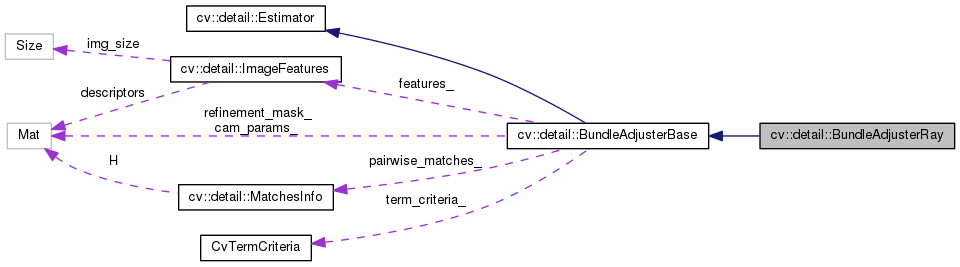 cv::detail::Estimator
Size
img_size
cv::detail::ImageFeatures
features_
descriptors
refinement_mask_
cam_params_
Mat
cv::detail::BundleAdjusterBase
cv::detail::BundleAdjusterRay
H
pairwise_matches_
cv::detail::MatchesInfo
term_criteria_
CvTermCriteria